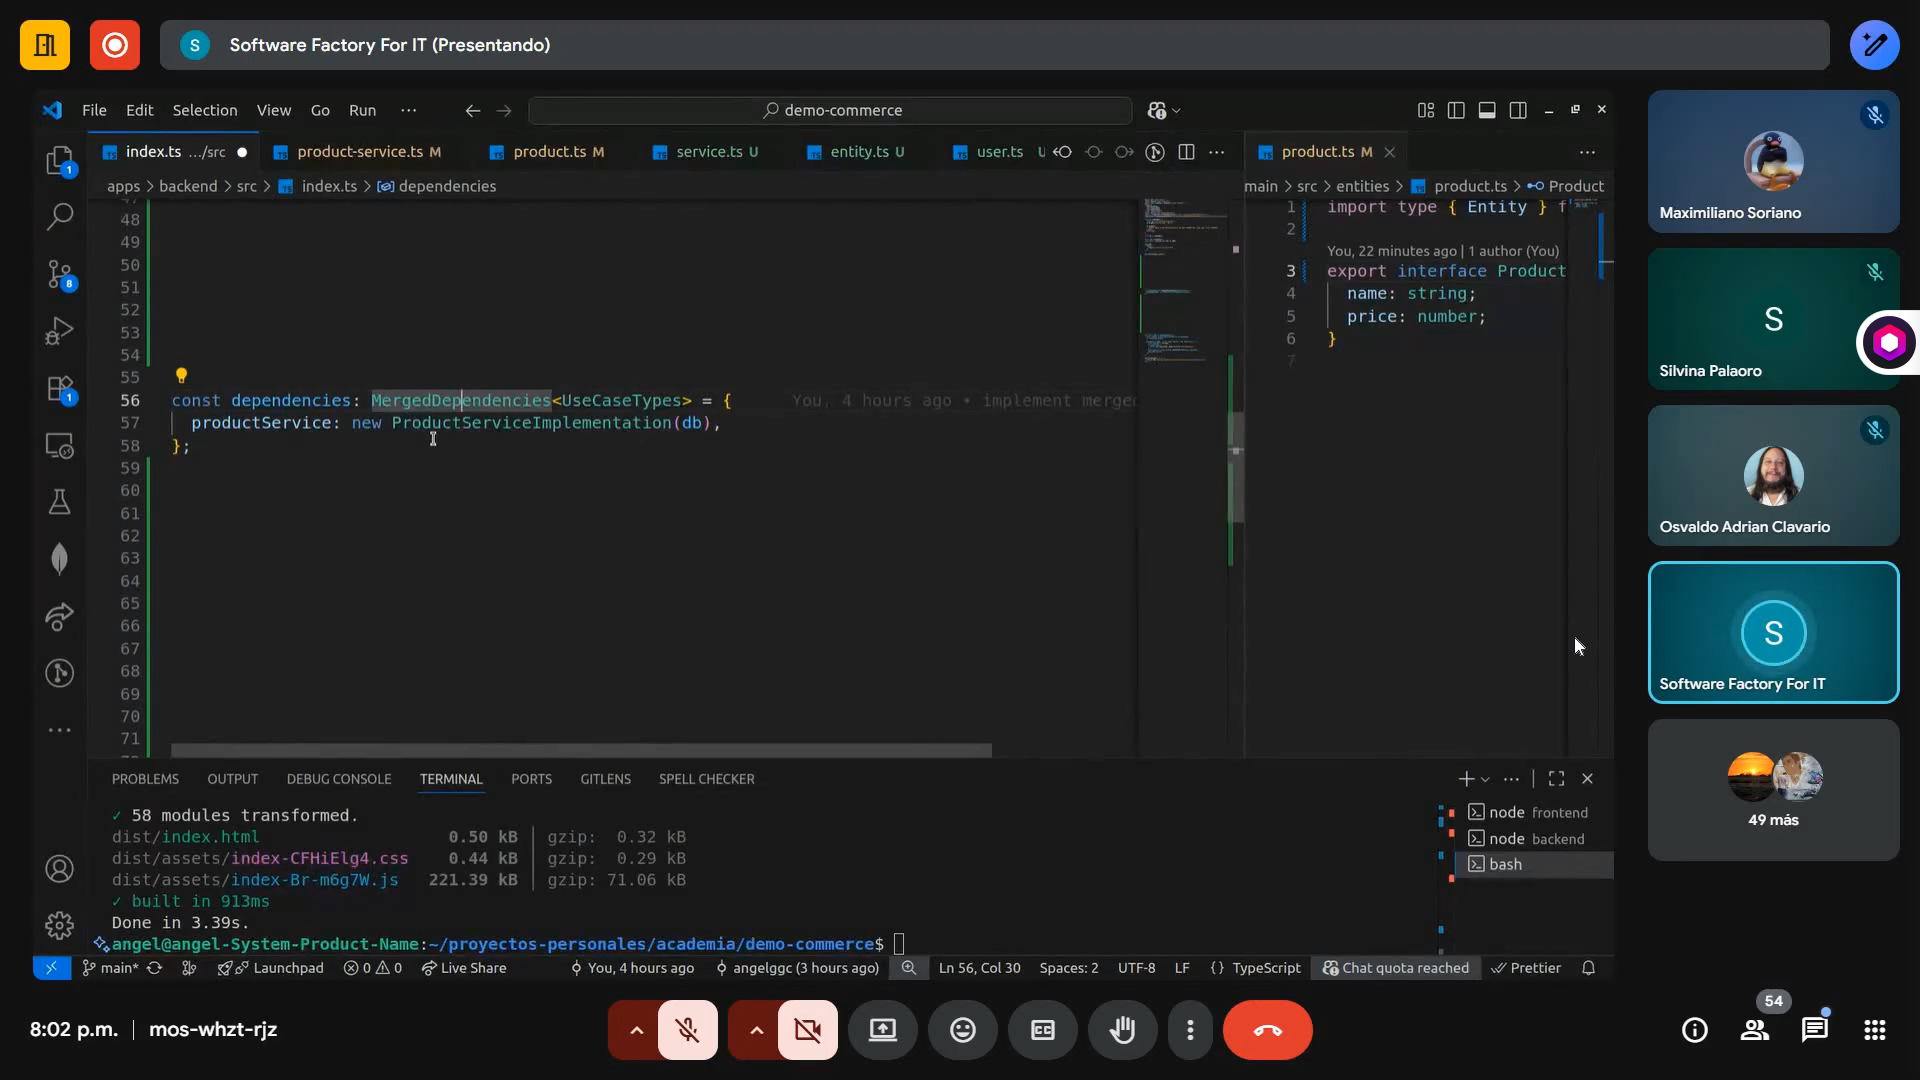 S Software Factory For IT (Presentando)
File Edit Selection View Go Run ··· demo-commerce
index.ts .../src product-service.ts M product.ts M service.ts U entity.ts U user.ts U
product.ts M
apps > backend > src > index.ts > dependencies
main > src > entities > product.ts > Product
48
49
50
51
52
53
54
55
56 const dependencies: MergedDependencies<UseCaseTypes> = { You, 4 hours ago • implement merged
57 productService: new ProductServiceImplementation(db),
58 };
59
60
61
62
63
64
65
66
67
68
69
70
71
1 import type { Entity } f
2
You, 22 minutes ago | 1 author (You)
3 export interface Product
4 name: string;
5 price: number;
6 }
7
1
8
1
PROBLEMS OUTPUT DEBUG CONSOLE TERMINAL PORTS GITLENS SPELL CHECKER
✓ 58 modules transformed.
dist/index.html 0.50 kB │ gzip: 0.32 kB
dist/assets/index-CFHiElg4.css 0.44 kB │ gzip: 0.29 kB
dist/assets/index-Br-m6g7W.js 221.39 kB │ gzip: 71.06 kB
✓ built in 913ms
Done in 3.39s.
angel@angel-System-Product-Name:~/proyectos-personales/academia/demo-commerce$
node frontend
node backend
bash
main* Launchpad 0 0 Live Share You, 4 hours ago angelggc (3 hours ago) Ln 56, Col 30 Spaces: 2 UTF-8 LF {} TypeScript Chat quota reached Prettier
Maximiliano Soriano
S
Silvina Palaoro
Osvaldo Adrian Clavario
S
Software Factory For IT
49 más
8:02 p.m. | mos-whzt-rjz
54